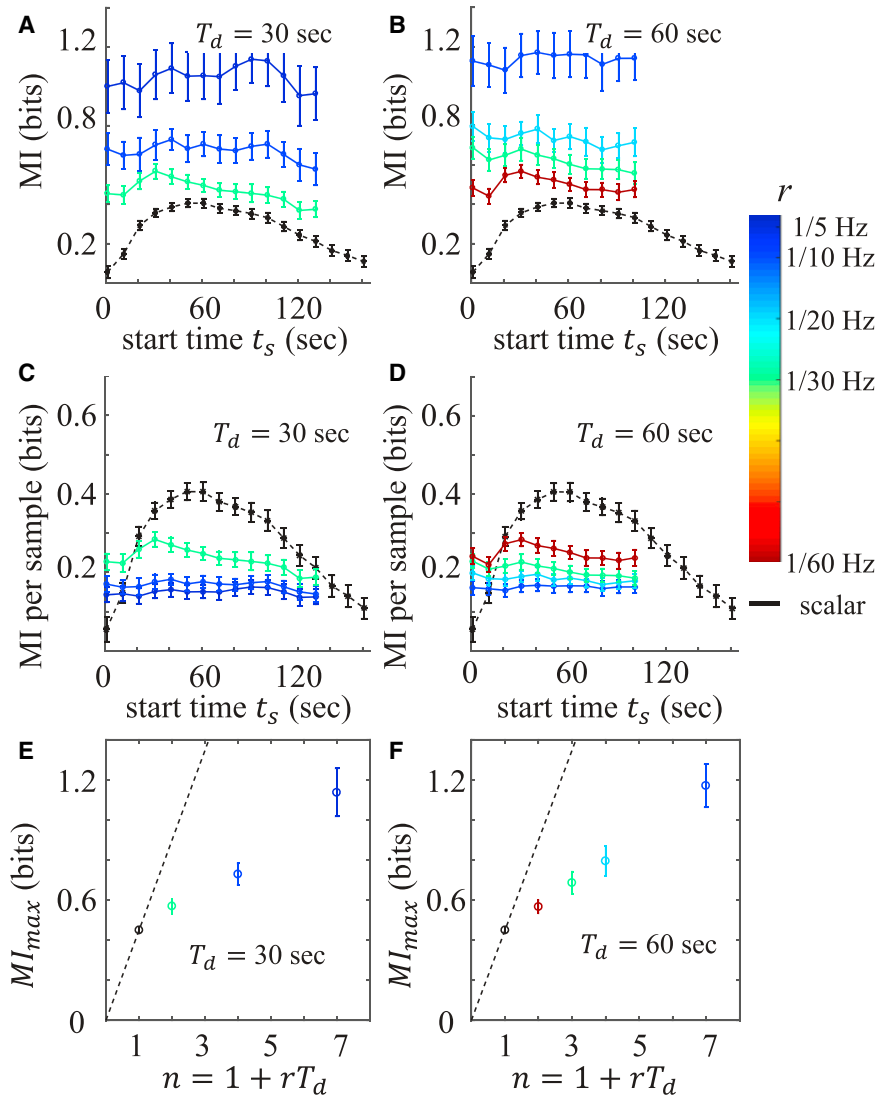 A
T_d = 30 sec
MI (bits)
1.2
0.8
0.2
0 60 120
start time t_s (sec)
B
T_d = 60 sec
MI (bits)
1.2
0.8
0.2
0 60 120
start time t_s (sec)
r
1/5 Hz
1/10 Hz
1/20 Hz
1/30 Hz
1/60 Hz
scalar
C
T_d = 30 sec
MI per sample (bits)
0.6
0.4
0.2
0 60 120
start time t_s (sec)
D
T_d = 60 sec
MI per sample (bits)
0.6
0.4
0.2
0 60 120
start time t_s (sec)
E
MI_max (bits)
1.2
0.6
0
T_d = 30 sec
1 3 5 7
n = 1 + rT_d
F
MI_max (bits)
1.2
0.6
0
T_d = 60 sec
1 3 5 7
n = 1 + rT_d